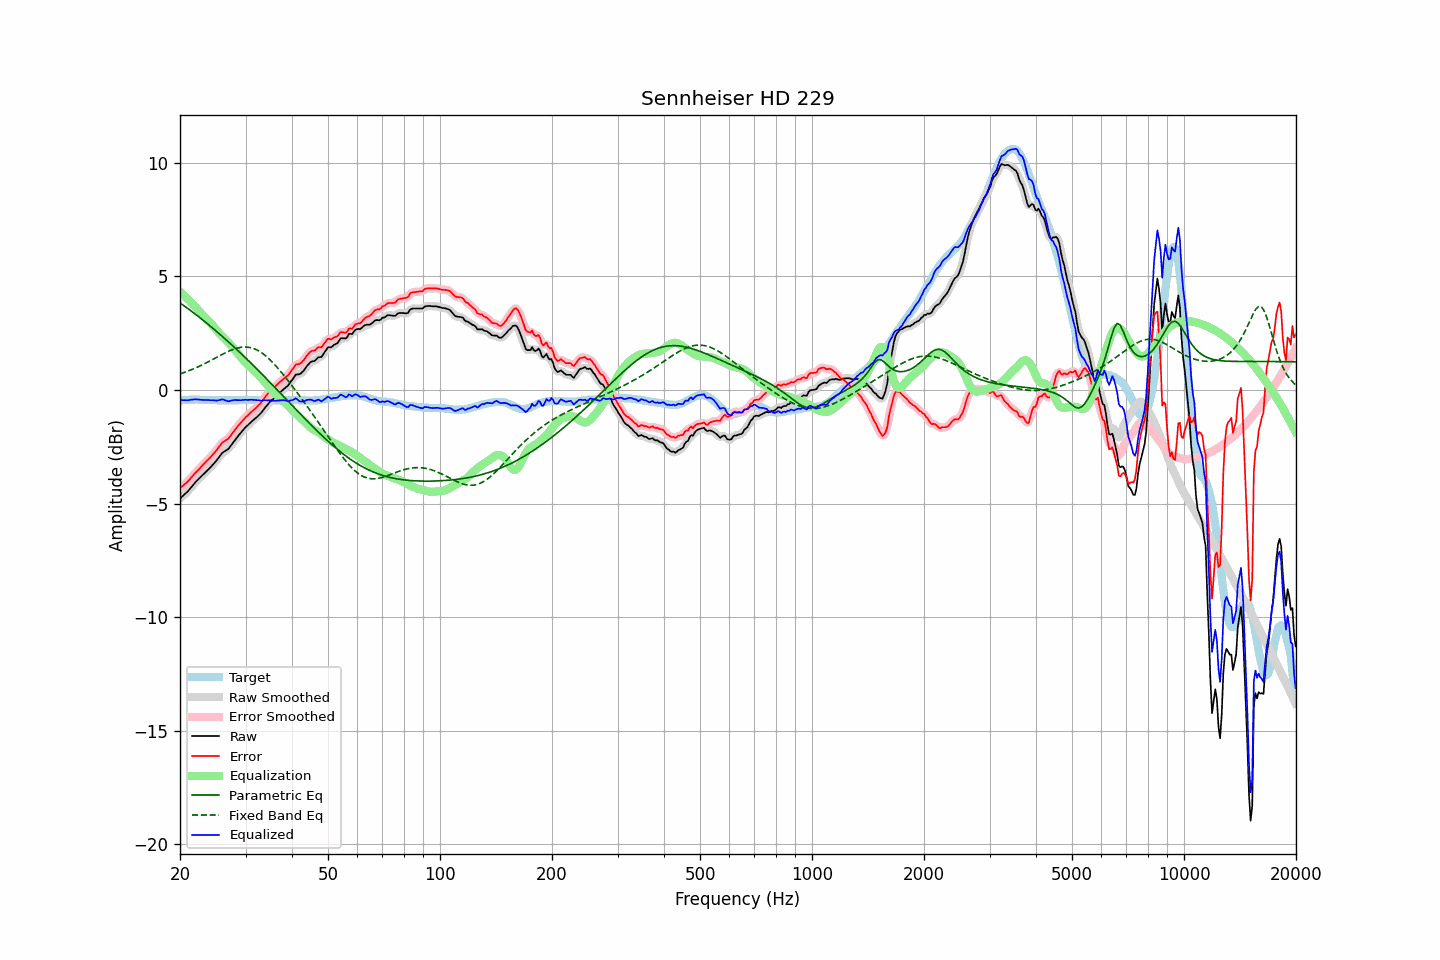 Sennheiser HD 229
Amplitude (dBr)
10
5
0
−5
−10
−15
−20
Target
Raw Smoothed
Error Smoothed
Raw
Error
Equalization
Parametric Eq
Fixed Band Eq
Equalized
20 50 100 200 500 1000 2000 5000 10000 20000
Frequency (Hz)